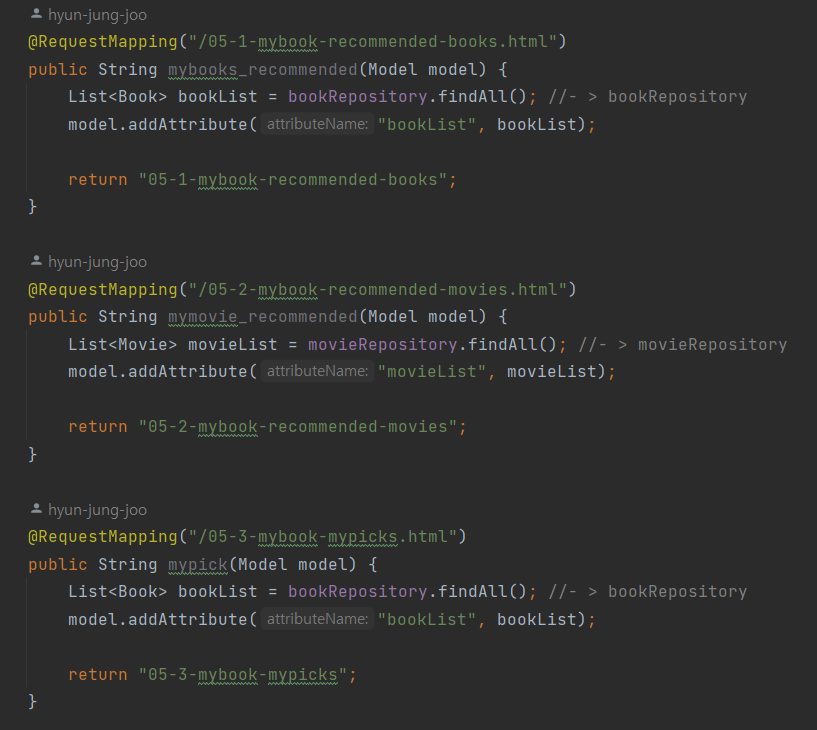 hyun-jung-joo
@RequestMapping("/05-1-mybook-recommended-books.html")
public String mybooks_recommended(Model model) {
List<Book> bookList = bookRepository.findAll(); //- > bookRepository
model.addAttribute( attributeName: "bookList", bookList);
return "05-1-mybook-recommended-books";
}
hyun-jung-joo
@RequestMapping("/05-2-mybook-recommended-movies.html")
public String mymovie_recommended(Model model) {
List<Movie> movieList = movieRepository.findAll(); //- > movieRepository
model.addAttribute( attributeName: "movieList", movieList);
return "05-2-mybook-recommended-movies";
}
hyun-jung-joo
@RequestMapping("/05-3-mybook-mypicks.html")
public String mypick(Model model) {
List<Book> bookList = bookRepository.findAll(); //- > bookRepository
model.addAttribute( attributeName: "bookList", bookList);
return "05-3-mybook-mypicks";
}